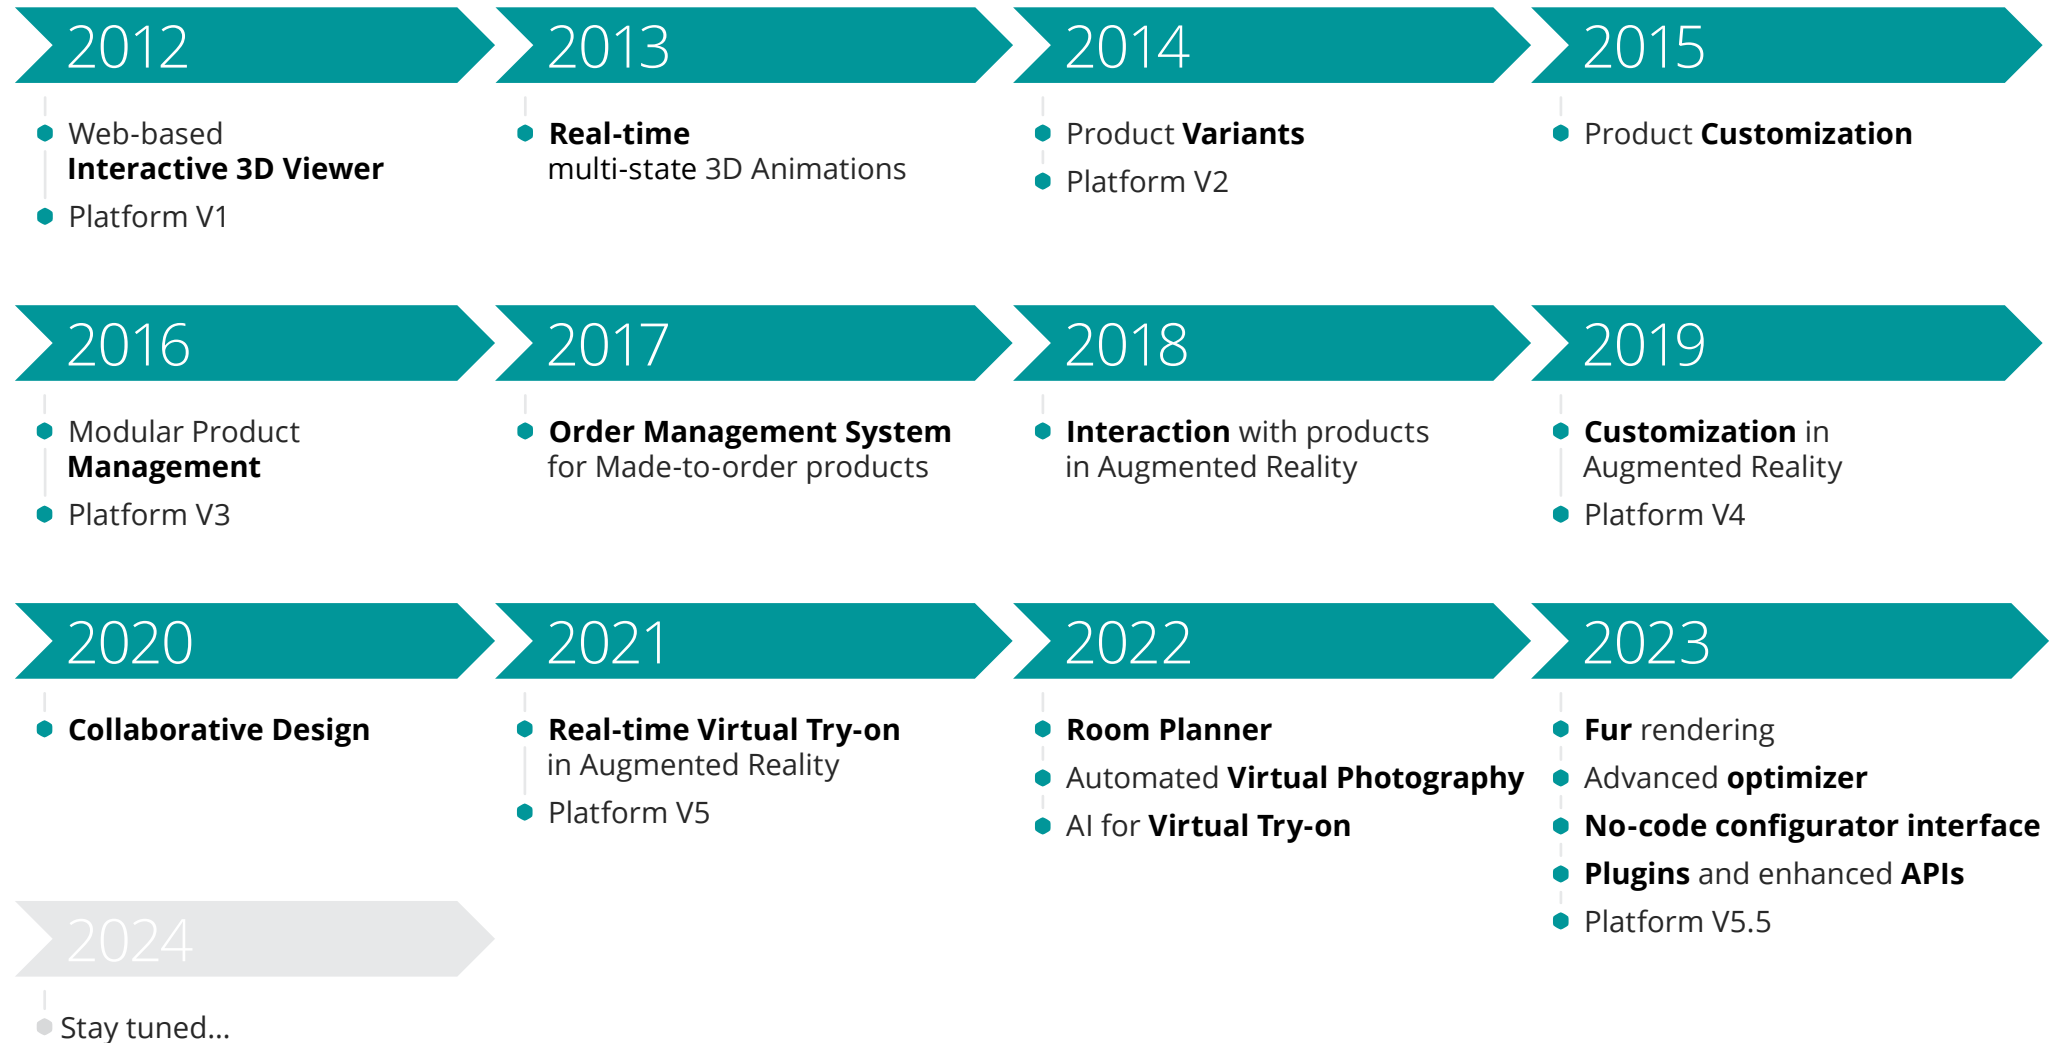 2012
Web-based
Interactive 3D Viewer
Platform V1
2013
Real-time
multi-state 3D Animations
2014
Product Variants
Platform V2
2015
Product Customization
2016
Modular Product
Management
Platform V3
2017
Order Management System
for Made-to-order products
2018
Interaction with products
in Augmented Reality
2019
Customization in
Augmented Reality
Platform V4
2020
Collaborative Design
2021
Real-time Virtual Try-on
in Augmented Reality
Platform V5
2022
Room Planner
Automated Virtual Photography
AI for Virtual Try-on
2023
Fur rendering
Advanced optimizer
No-code configurator interface
Plugins and enhanced APIs
Platform V5.5
2024
Stay tuned...